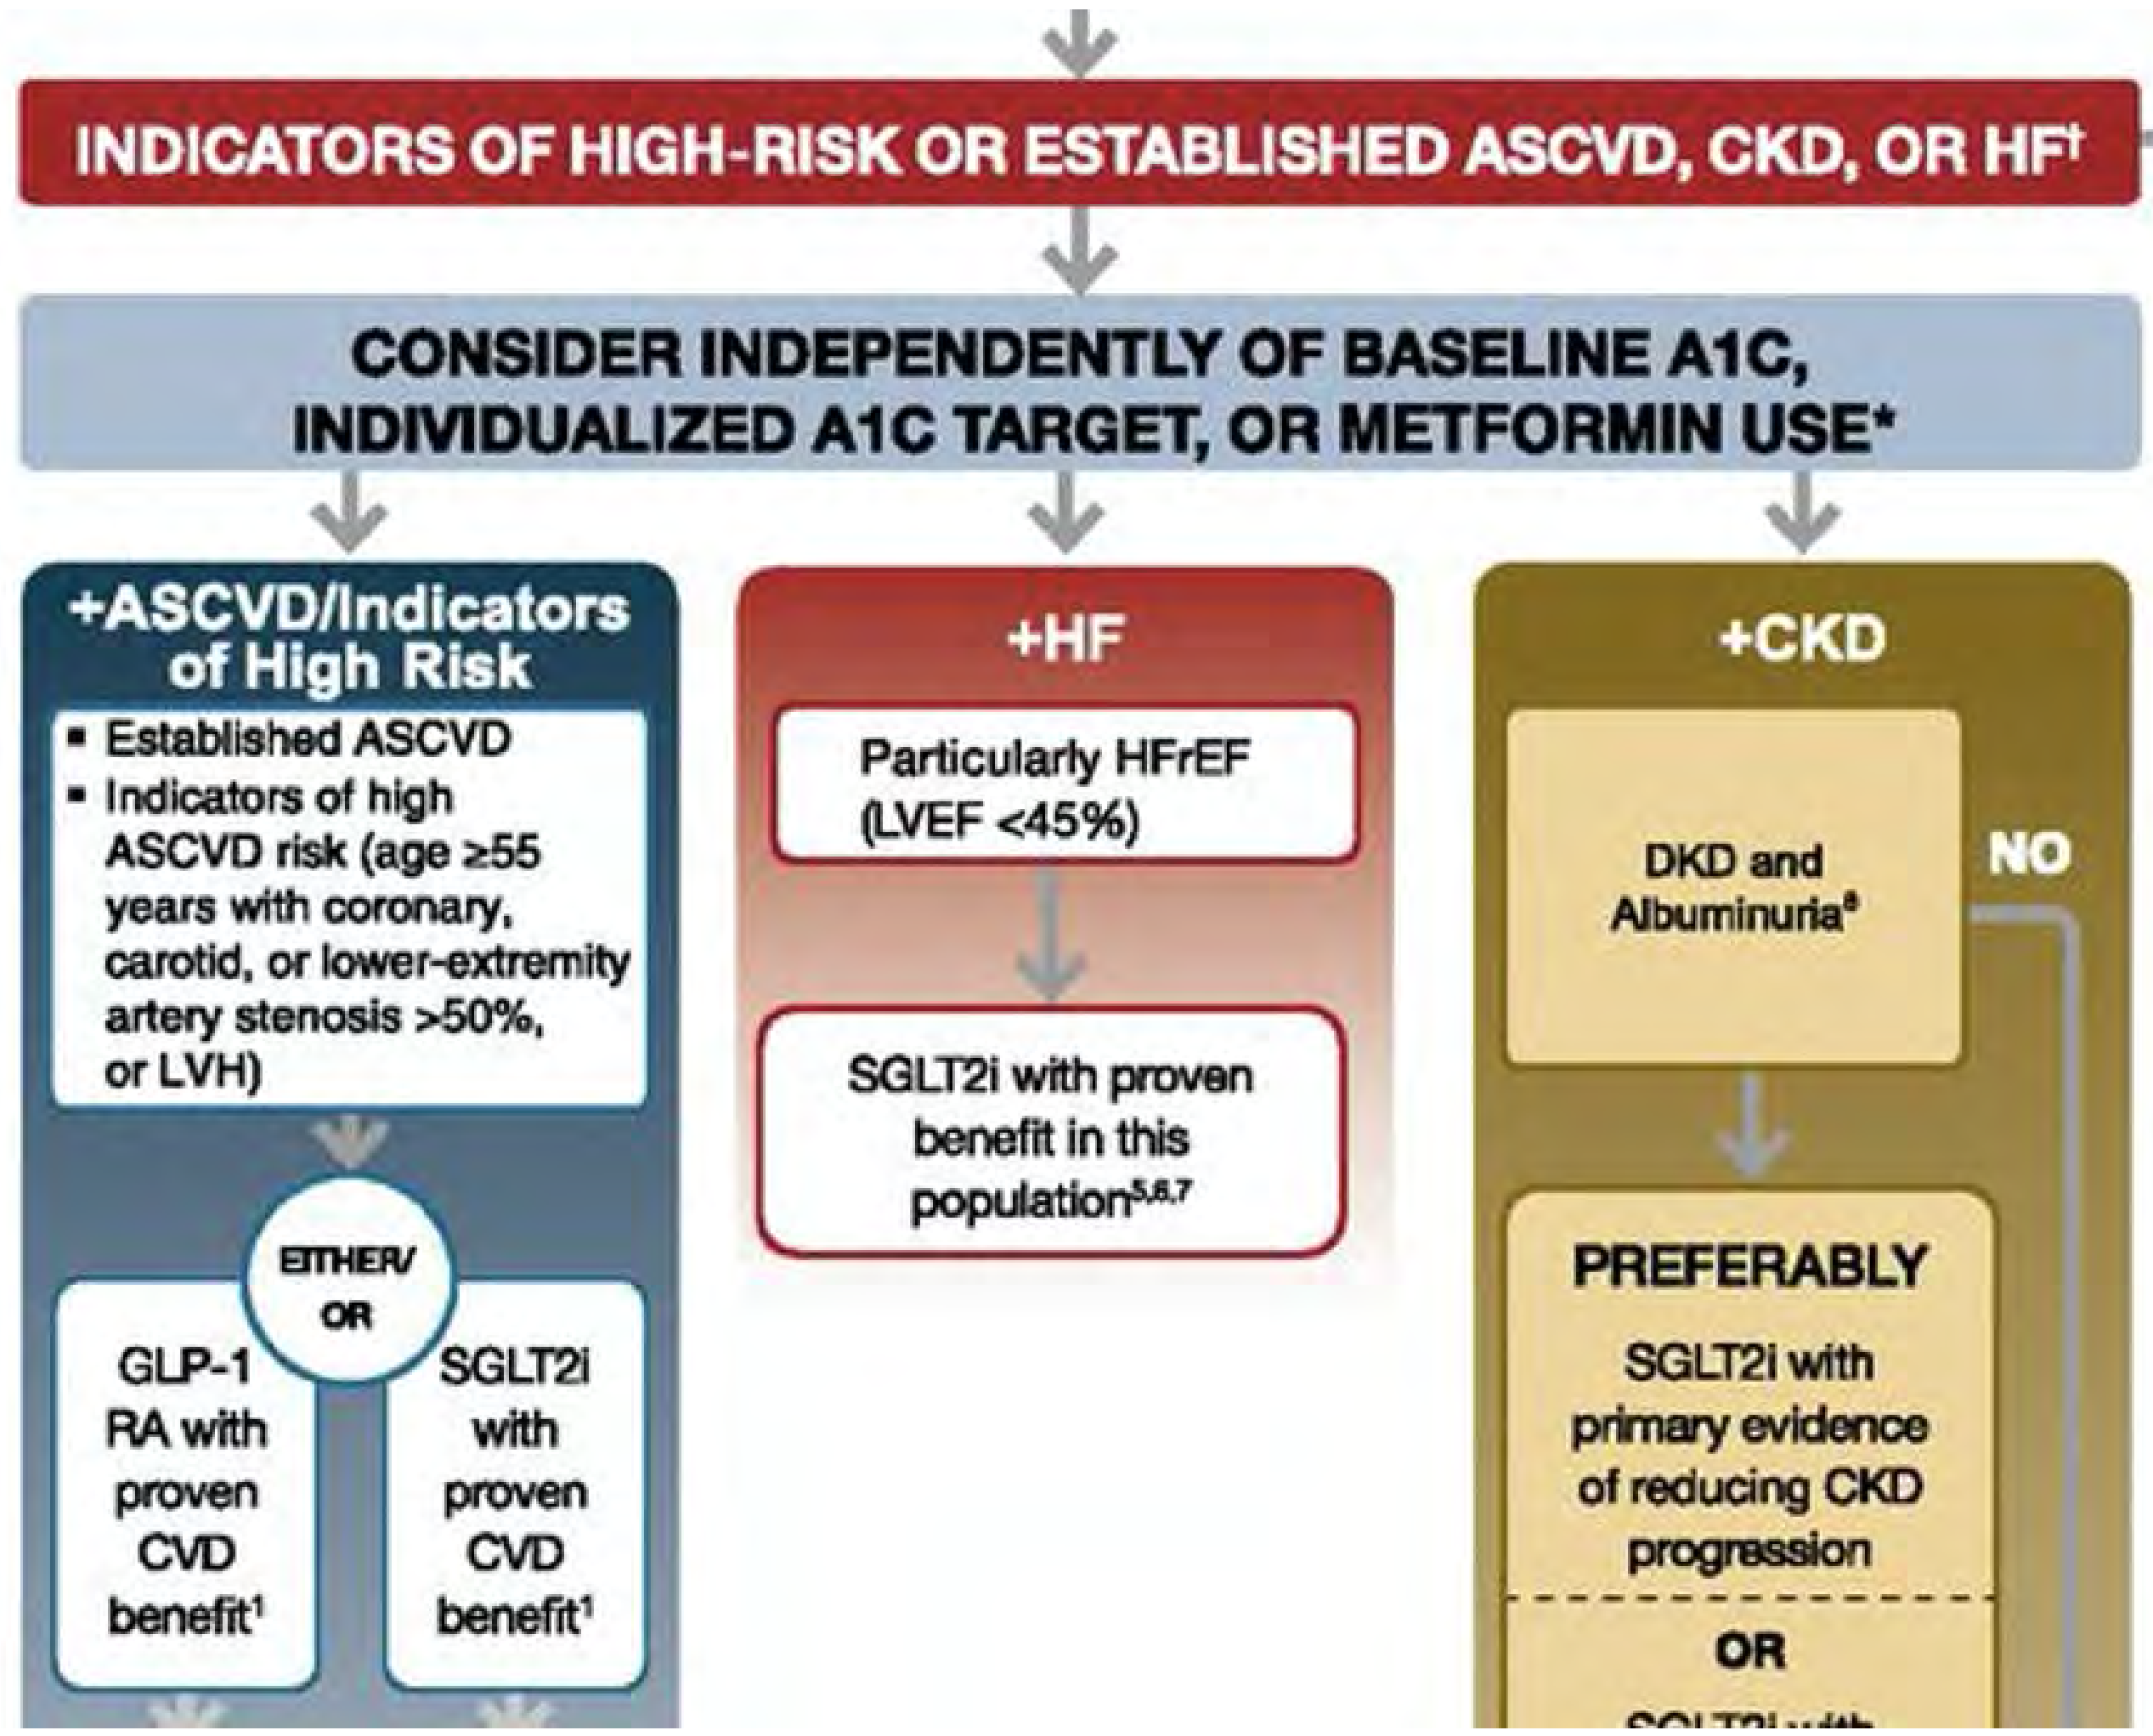 INDICATORS OF HIGH-RISK OR ESTABLISHED ASCVD, CKD, OR HF†
CONSIDER INDEPENDENTLY OF BASELINE A1C,
INDIVIDUALIZED A1C TARGET, OR METFORMIN USE*
+ASCVD/Indicators
of High Risk
▪ Established ASCVD
▪ Indicators of high
ASCVD risk (age ≥55
years with coronary,
carotid, or lower-extremity
artery stenosis >50%,
or LVH)
EITHER/
OR
GLP-1
RA with
proven
CVD
benefit¹
SGLT2i
with
proven
CVD
benefit¹
+HF
Particularly HFrEF
(LVEF <45%)
SGLT2i with proven
benefit in this
population⁵,⁶,⁷
+CKD
DKD and
Albuminuria⁸
NO
PREFERABLY
SGLT2i with
primary evidence
of reducing CKD
progression
OR
SGLT2i with